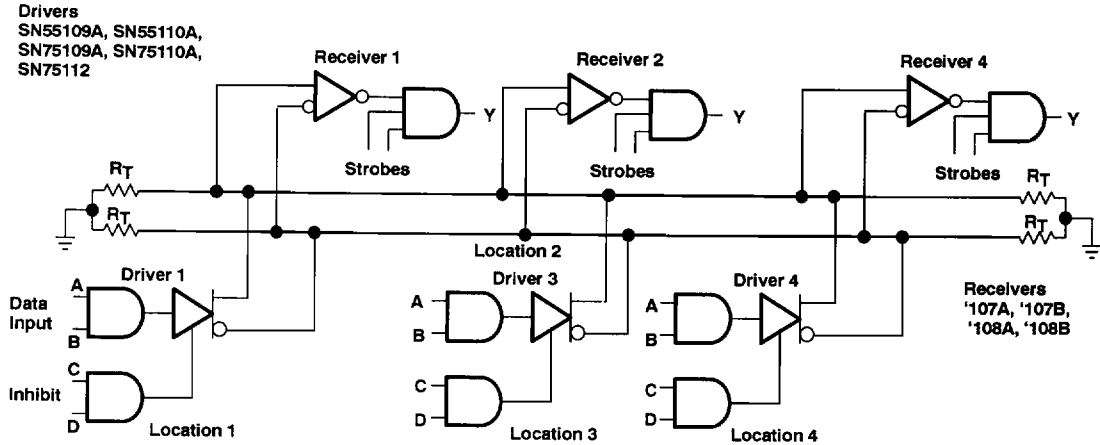 Drivers
SN55109A, SN55110A,
SN75109A, SN75110A,
SN75112
Receiver 1
Receiver 2
Receiver 4
Y
Y
Y
Strobes
Strobes
Strobes
RT
RT
RT
RT
Location 2
Driver 1
Driver 3
Driver 4
Receivers
'107A, '107B,
'108A, '108B
Data
Input
A
B
A
B
A
B
Inhibit
C
D
C
D
C
D
Location 1
Location 3
Location 4